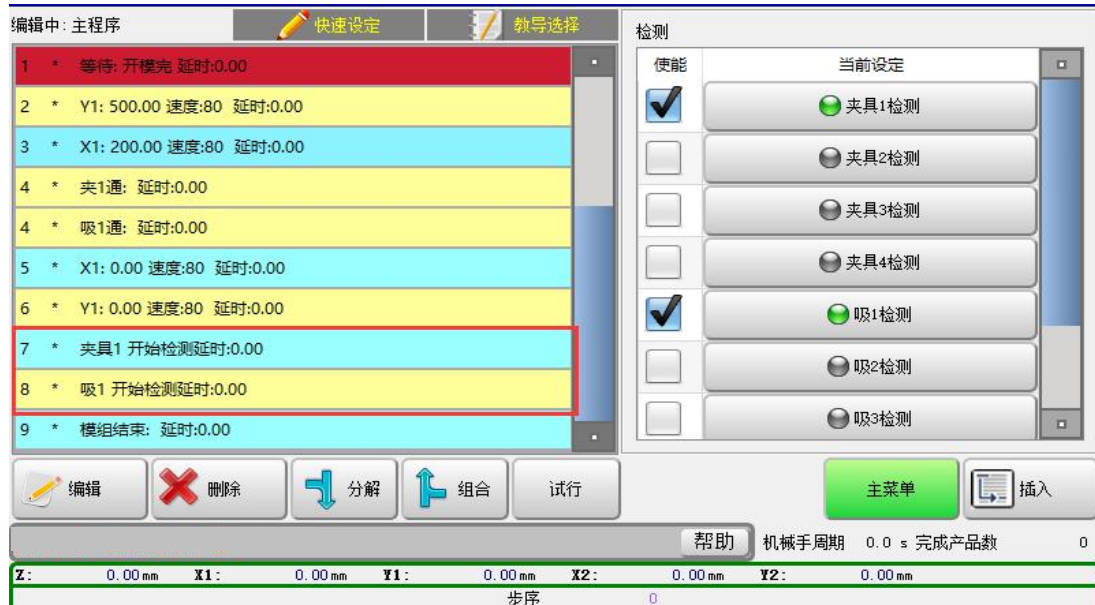 编辑中: 主程序
快速设定
教导选择
1 * 等待: 开模完 延时:0.00
2 * Y1: 500.00 速度:80 延时:0.00
3 * X1: 200.00 速度:80 延时:0.00
4 * 夹1通: 延时:0.00
4 * 吸1通: 延时:0.00
5 * X1: 0.00 速度:80 延时:0.00
6 * Y1: 0.00 速度:80 延时:0.00
7 * 夹具1 开始检测延时:0.00
8 * 吸1 开始检测延时:0.00
9 * 模组结束: 延时:0.00
检测
使能 当前设定
夹具1检测
夹具2检测
夹具3检测
夹具4检测
吸1检测
吸2检测
吸3检测
编辑 删除 分解 组合 试行
主菜单 插入
帮助 机械手周期 0.0 s 完成产品数 0
Z: 0.00mm X1: 0.00mm Y1: 0.00mm X2: 0.00mm Y2: 0.00mm
步序 0